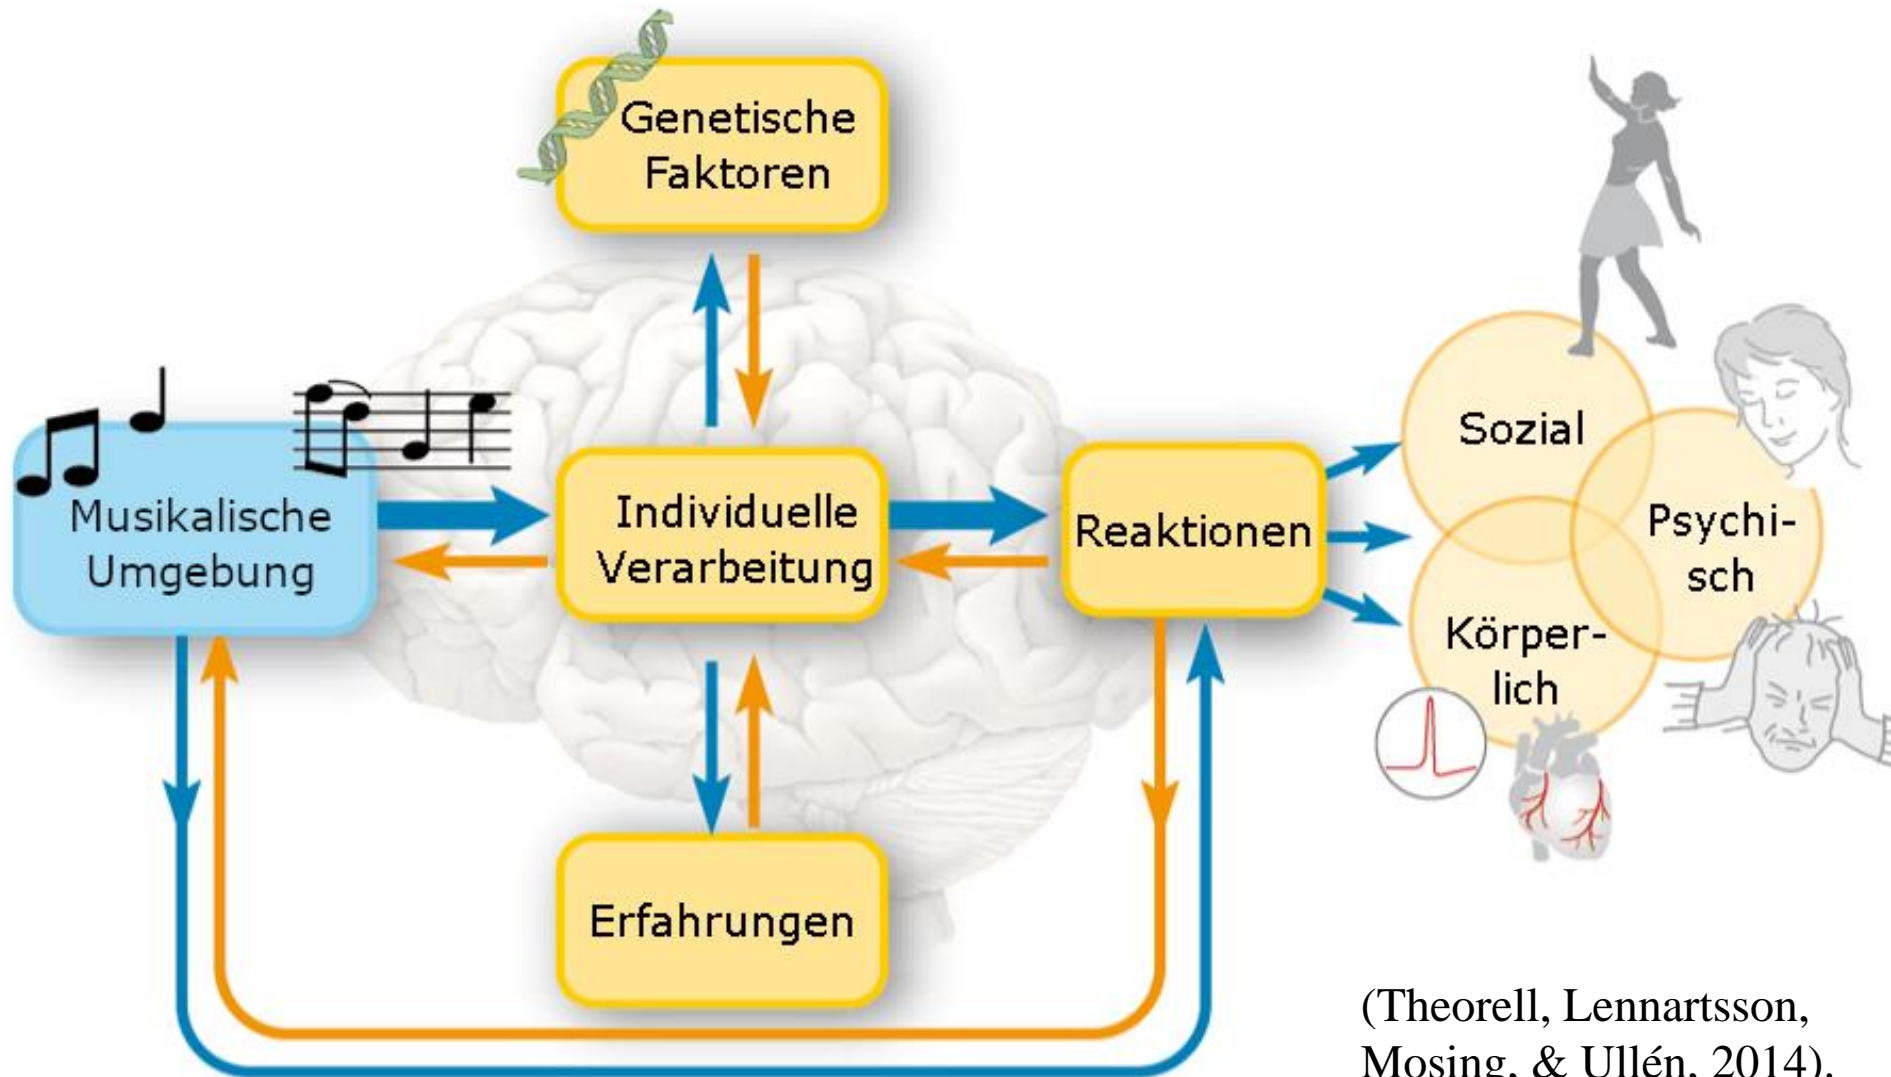 Genetische
Faktoren
Musikalische
Umgebung
Individuelle
Verarbeitung
Reaktionen
Erfahrungen
Sozial
Psychi-
sch
Körper-
lich
(Theorell, Lennartsson,
Mosing, & Ullén, 2014).